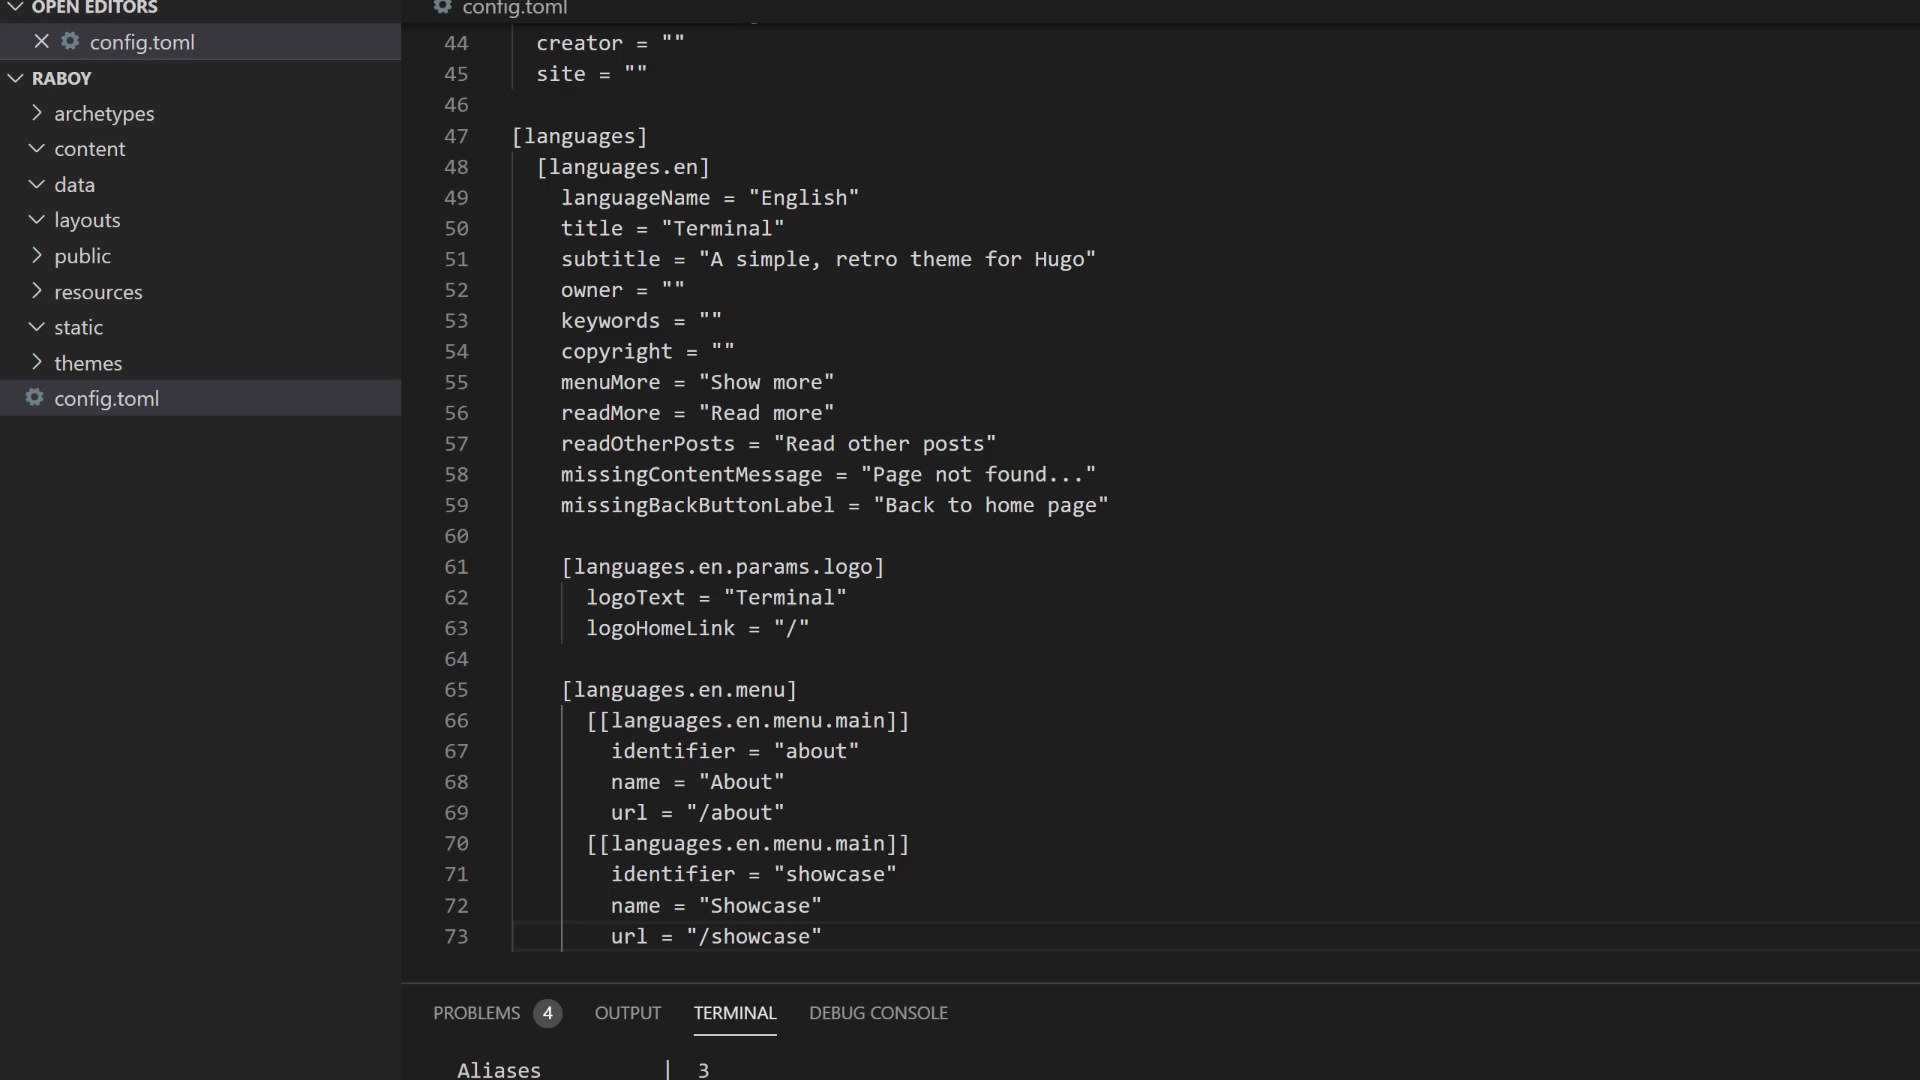 OPEN EDITORS
config.toml
RABOY
archetypes
content
data
layouts
public
resources
static
themes
config.toml
config.toml
44 creator = ""
45 site = ""
46
47 [languages]
48 [languages.en]
49 languageName = "English"
50 title = "Terminal"
51 subtitle = "A simple, retro theme for Hugo"
52 owner = ""
53 keywords = ""
54 copyright = ""
55 menuMore = "Show more"
56 readMore = "Read more"
57 readOtherPosts = "Read other posts"
58 missingContentMessage = "Page not found..."
59 missingBackButtonLabel = "Back to home page"
60
61 [languages.en.params.logo]
62 logoText = "Terminal"
63 logoHomeLink = "/"
64
65 [languages.en.menu]
66 [[languages.en.menu.main]]
67 identifier = "about"
68 name = "About"
69 url = "/about"
70 [[languages.en.menu.main]]
71 identifier = "showcase"
72 name = "Showcase"
73 url = "/showcase"
PROBLEMS 4 OUTPUT TERMINAL DEBUG CONSOLE
Aliases | 3